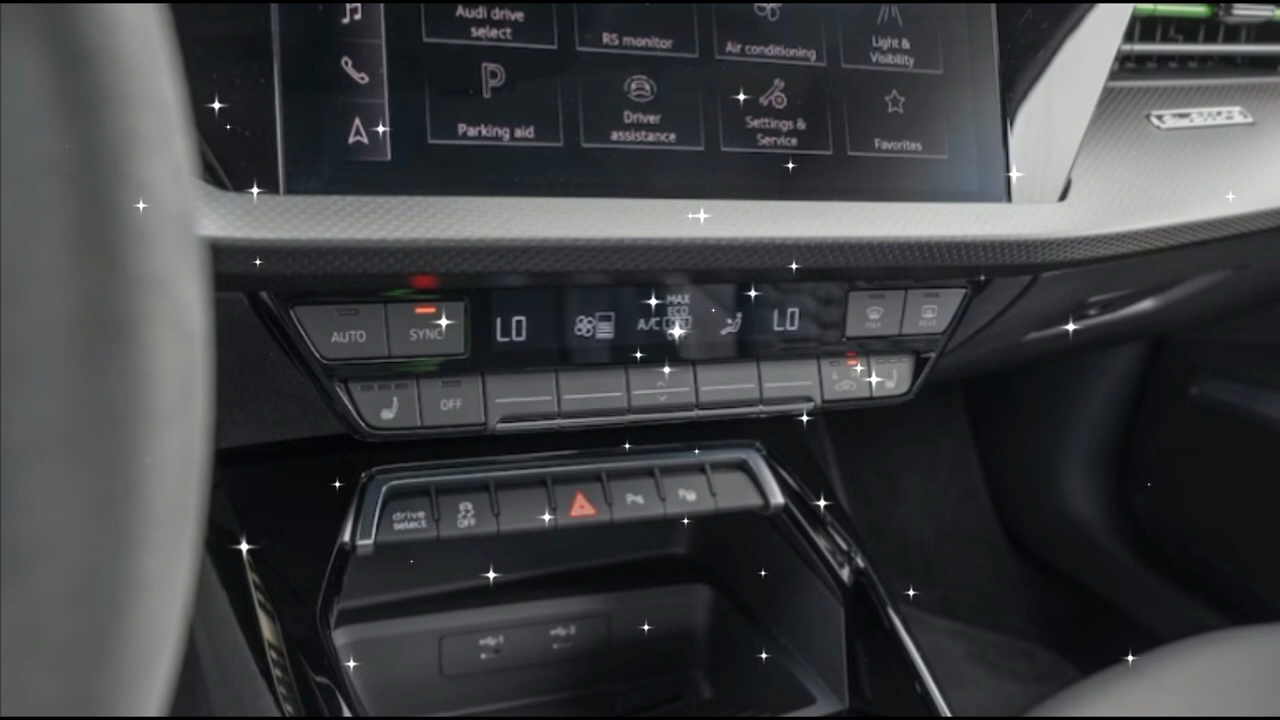 Audi drive
select
RS monitor
Air conditioning
Light &
Visibility
Parking aid
Driver
assistance
Settings &
Service
Favorites
AUTO
SYNC
LO
MAX
ECO
A/C
LO
OFF
drive
select
OFF